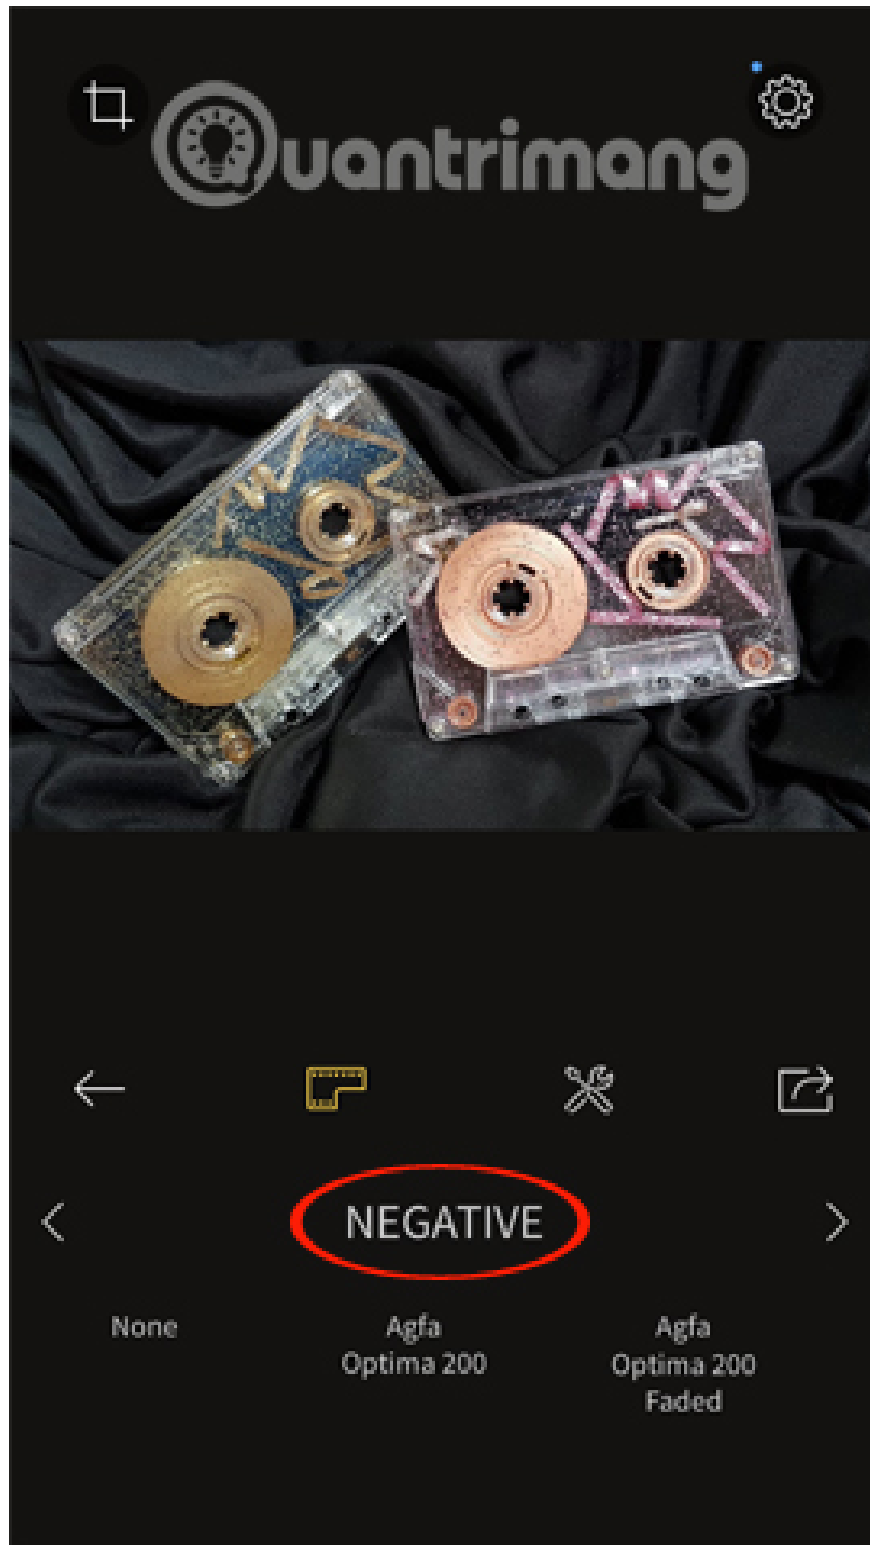 Quantrimang
NEGATIVE
None
Agfa
Optima 200
Agfa
Optima 200
Faded